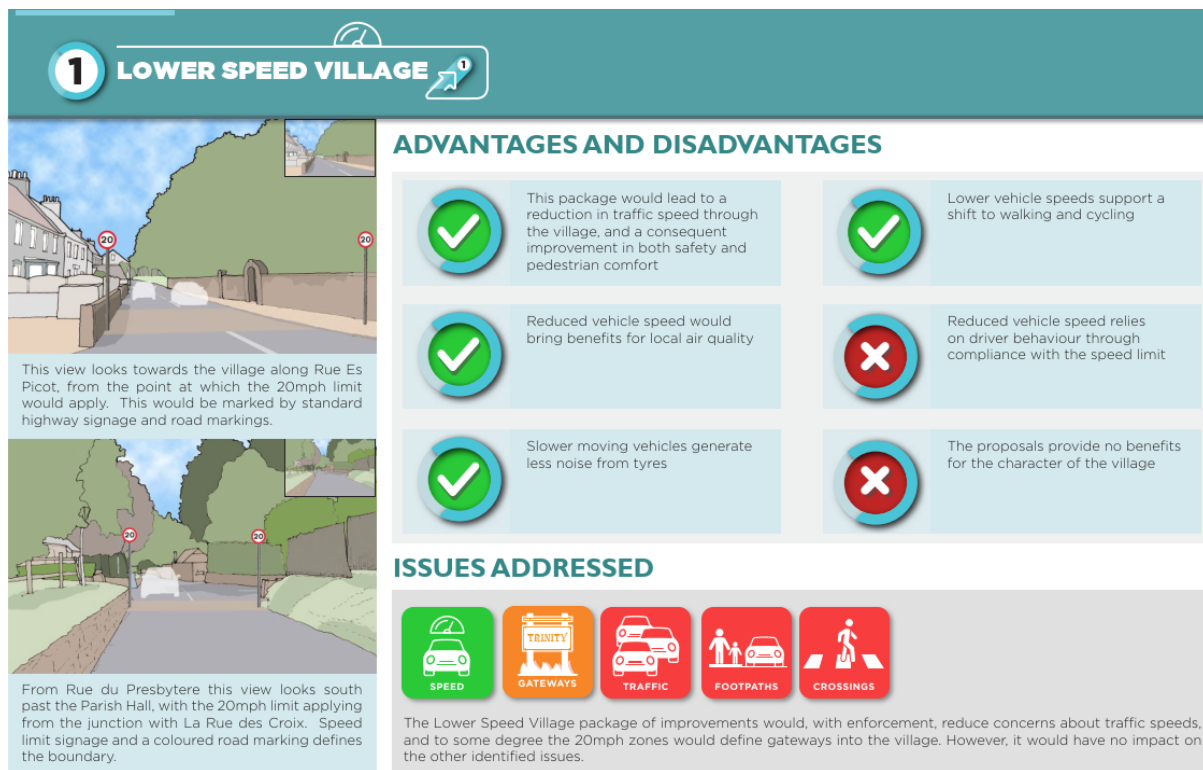 1
LOWER SPEED VILLAGE
1
20
20
This view looks towards the village along Rue Es
Picot, from the point at which the 20mph limit
would apply. This would be marked by standard
highway signage and road markings.
20
20
From Rue du Presbytere this view looks south
past the Parish Hall, with the 20mph limit applying
from the junction with La Rue des Croix. Speed
limit signage and a coloured road marking defines
the boundary.
ADVANTAGES AND DISADVANTAGES
This package would lead to a
reduction in traffic speed through
the village, and a consequent
improvement in both safety and
pedestrian comfort
Lower vehicle speeds support a
shift to walking and cycling
Reduced vehicle speed would
bring benefits for local air quality
Reduced vehicle speed relies
on driver behaviour through
compliance with the speed limit
Slower moving vehicles generate
less noise from tyres
The proposals provide no benefits
for the character of the village
ISSUES ADDRESSED
SPEED
TRINITY
GATEWAYS
TRAFFIC
FOOTPATHS
CROSSINGS
The Lower Speed Village package of improvements would, with enforcement, reduce concerns about traffic speeds,
and to some degree the 20mph zones would define gateways into the village. However, it would have no impact on
the other identified issues.